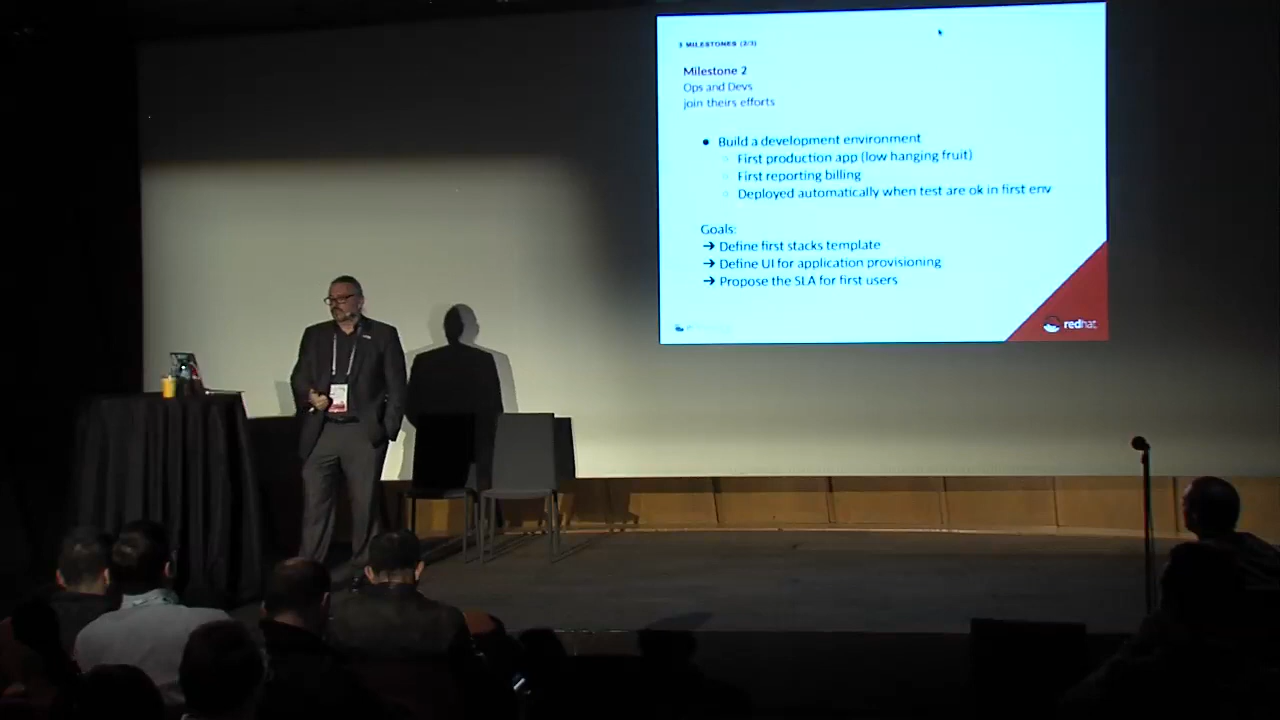 3 MILESTONES (2/3)
Milestone 2
Ops and Devs
join theirs efforts
● Build a development environment
○ First production app (low hanging fruit)
○ First reporting billing
○ Deployed automatically when test are ok in first env
Goals:
➔ Define first stacks template
➔ Define UI for application provisioning
➔ Propose the SLA for first users
redhat.